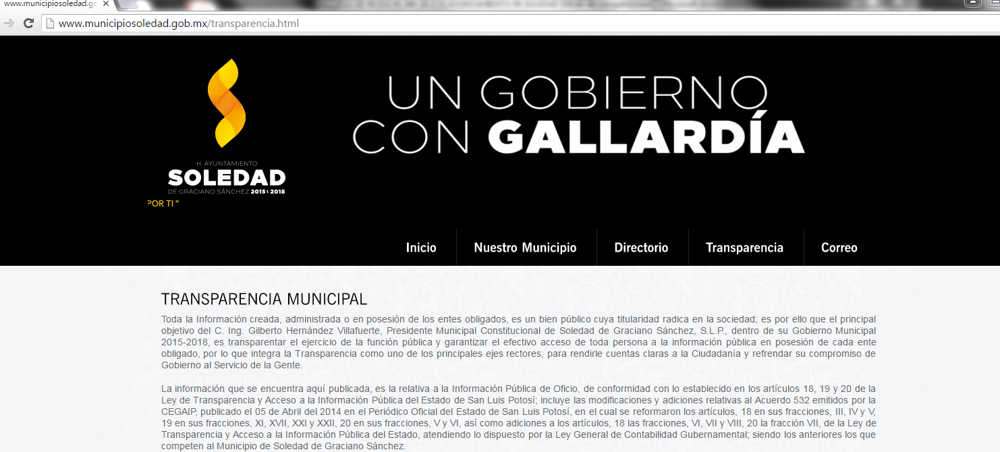 www.municipiosoledad.go
www.municipiosoledad.gob.mx/transparencia.html
UN GOBIERNO
CON GALLARDÍA
H. AYUNTAMIENTO
SOLEDAD
DE GRACIANO SÁNCHEZ 2015 2018
POR TI "
Inicio
Nuestro Municipio
Directorio
Transparencia
Correo
TRANSPARENCIA MUNICIPAL
Toda la Información creada, administrada o en posesión de los entes obligados, es un bien público cuya titularidad radica en la sociedad; es por ello que el principal
objetivo del C. Ing. Gilberto Hernández Villafuerte, Presidente Municipal Constitucional de Soledad de Graciano Sánchez, S.L.P., dentro de su Gobierno Municipal
2015-2018, es transparentar el ejercicio de la función pública y garantizar el efectivo acceso de toda persona a la información pública en posesión de cada ente
obligado, por lo que integra la Transparencia como uno de los principales ejes rectores, para rendirle cuentas claras a la Ciudadanía y refrendar su compromiso de
Gobierno al Servicio de la Gente.
La información que se encuentra aquí publicada, es la relativa a la Información Pública de Oficio, de conformidad con lo establecido en los artículos 18, 19 y 20 de la
Ley de Transparencia y Acceso a la Información Pública del Estado de San Luis Potosí; incluye las modificaciones y adiciones relativas al Acuerdo 532 emitidos por la
CEGAIP, publicado el 05 de Abril del 2014 en el Periódico Oficial del Estado de San Luis Potosí, en el cual se reformaron los artículos, 18 en sus fracciones, III, IV y V,
19 en sus fracciones, XI, XVII, XXI y XXII, 20 en sus fracciones, V y VI, así como adiciones a los artículos, 18 las fracciones, VI, VII y VIII, 20 la fracción VII, de la Ley de
Transparencia y Acceso a la Información Pública del Estado, atendiendo lo dispuesto por la Ley General de Contabilidad Gubernamental; siendo los anteriores los que
competen al Municipio de Soledad de Graciano Sánchez.